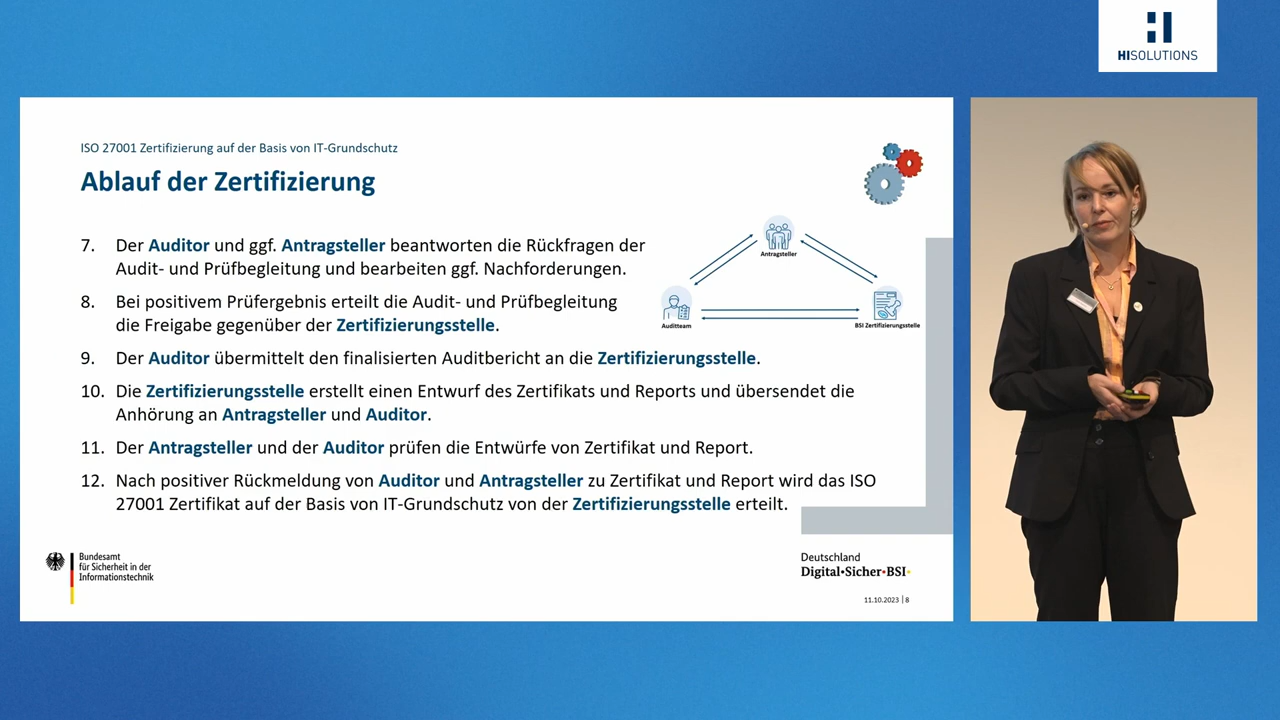 HISOLUTIONS
ISO 27001 Zertifizierung auf der Basis von IT-Grundschutz
Ablauf der Zertifizierung
7. Der Auditor und ggf. Antragsteller beantworten die Rückfragen der
Audit- und Prüfbegleitung und bearbeiten ggf. Nachforderungen.
8. Bei positivem Prüfergebnis erteilt die Audit- und Prüfbegleitung
die Freigabe gegenüber der Zertifizierungsstelle.
9. Der Auditor übermittelt den finalisierten Auditbericht an die Zertifizierungsstelle.
10. Die Zertifizierungsstelle erstellt einen Entwurf des Zertifikats und Reports und übersendet die
Anhörung an Antragsteller und Auditor.
11. Der Antragsteller und der Auditor prüfen die Entwürfe von Zertifikat und Report.
12. Nach positiver Rückmeldung von Auditor und Antragsteller zu Zertifikat und Report wird das ISO
27001 Zertifikat auf der Basis von IT-Grundschutz von der Zertifizierungsstelle erteilt.
Antragsteller
Auditteam
BSI Zertifizierungsstelle
Bundesamt
für Sicherheit in der
Informationstechnik
Deutschland
Digital•Sicher•BSI•
11.10.2023 | 8